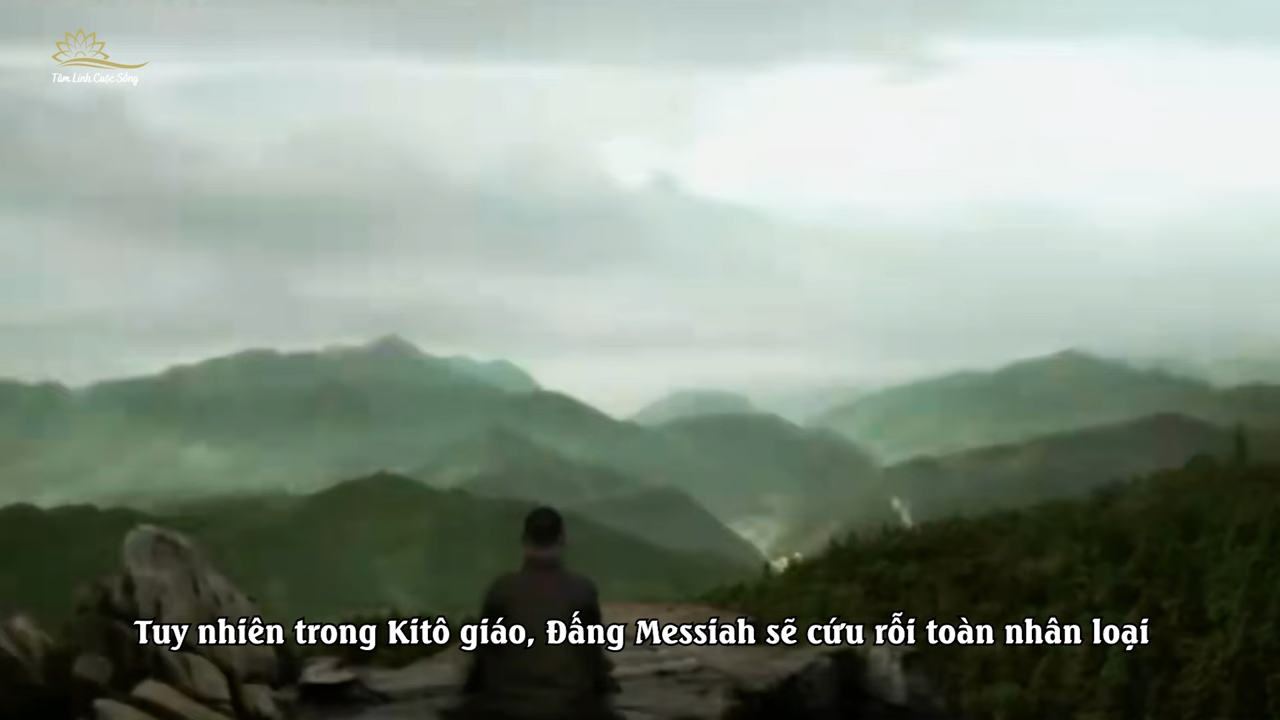 Tâm Linh Cuộc Sống
Tuy nhiên trong Kitô giáo, Đấng Messiah sẽ cứu rỗi toàn nhân loại